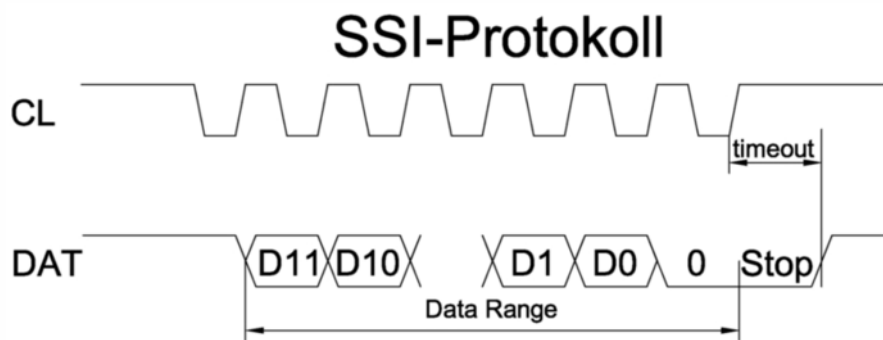 SSI-Protokoll
CL
timeout
DAT D11 D10 D1 D0 0 Stop
Data Range